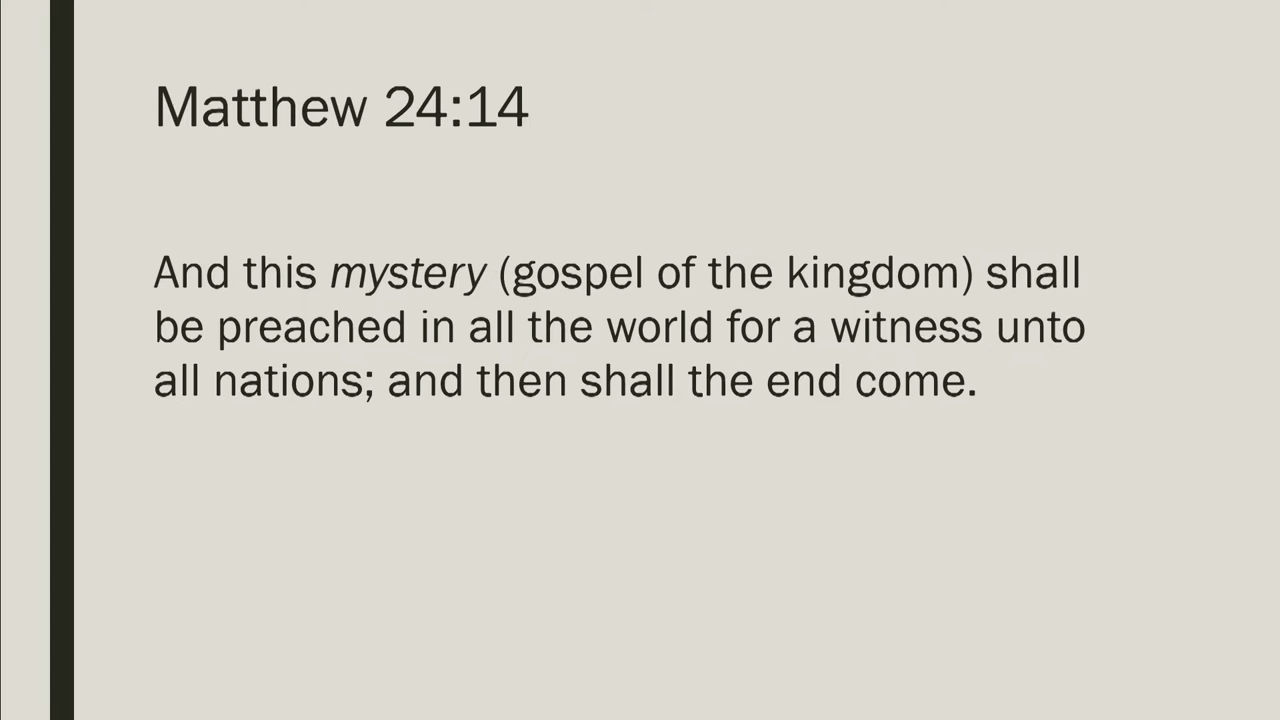 Matthew 24:14
And this mystery (gospel of the kingdom) shall
be preached in all the world for a witness unto
all nations; and then shall the end come.